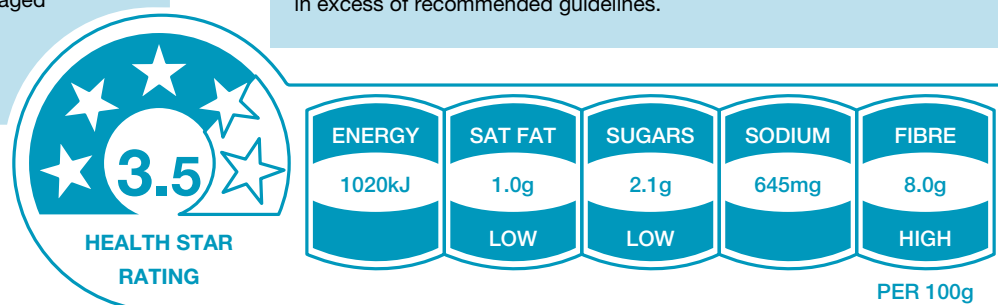 aged
in excess of recommended guidelines.
3.5
HEALTH STAR
RATING
ENERGY SAT FAT SUGARS SODIUM FIBRE
1020kJ 1.0g 2.1g 645mg 8.0g
LOW LOW HIGH
PER 100g